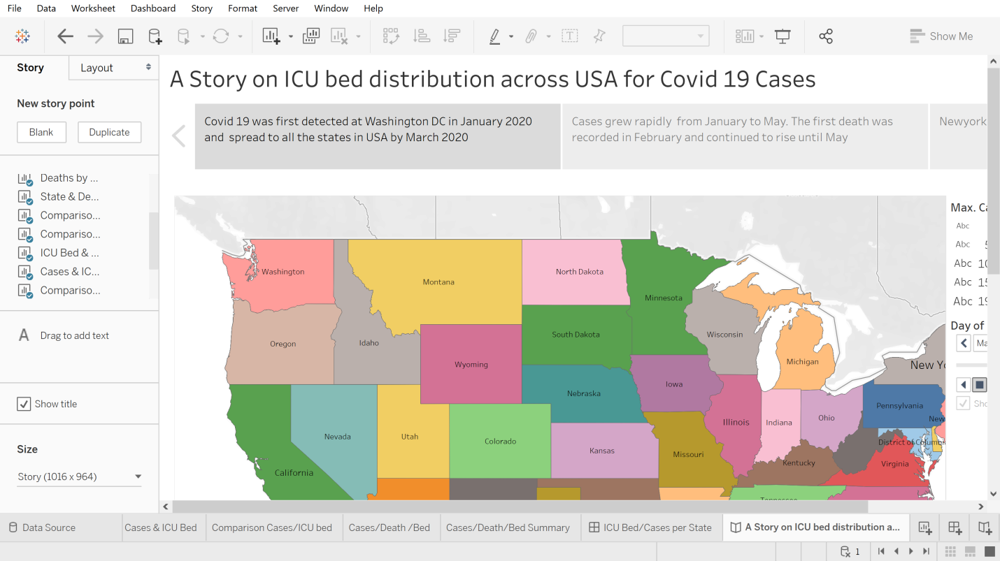 File Data Worksheet Dashboard Story Format Server Window Help
Show Me
Story Layout
New story point
Blank Duplicate
Deaths by ...
State & De...
Compariso...
Compariso...
ICU Bed & ...
Cases & IC...
Compariso...
A Drag to add text
Show title
Size
Story (1016 x 964)
A Story on ICU bed distribution across USA for Covid 19 Cases
Covid 19 was first detected at Washington DC in January 2020
and spread to all the states in USA by March 2020
Cases grew rapidly from January to May. The first death was
recorded in February and continued to rise until May
Newyork
Washington
Montana
North Dakota
Minnesota
Oregon
Idaho
Wyoming
South Dakota
Wisconsin
Michigan
New Yo
Nebraska
Iowa
Nevada
Utah
Colorado
Kansas
Illinois
Indiana
Ohio
Pennsylvania
New
District of Columbi
California
Missouri
Kentucky
Virginia
Tennessee
Max. Ca
Abc
Abc 5
Abc 10
Abc 15
Abc 19
Day of
Ma
Sho
Data Source Cases & ICU Bed Comparison Cases/ICU bed Cases/Death /Bed Cases/Death/Bed Summary ICU Bed/Cases per State A Story on ICU bed distribution a...
1